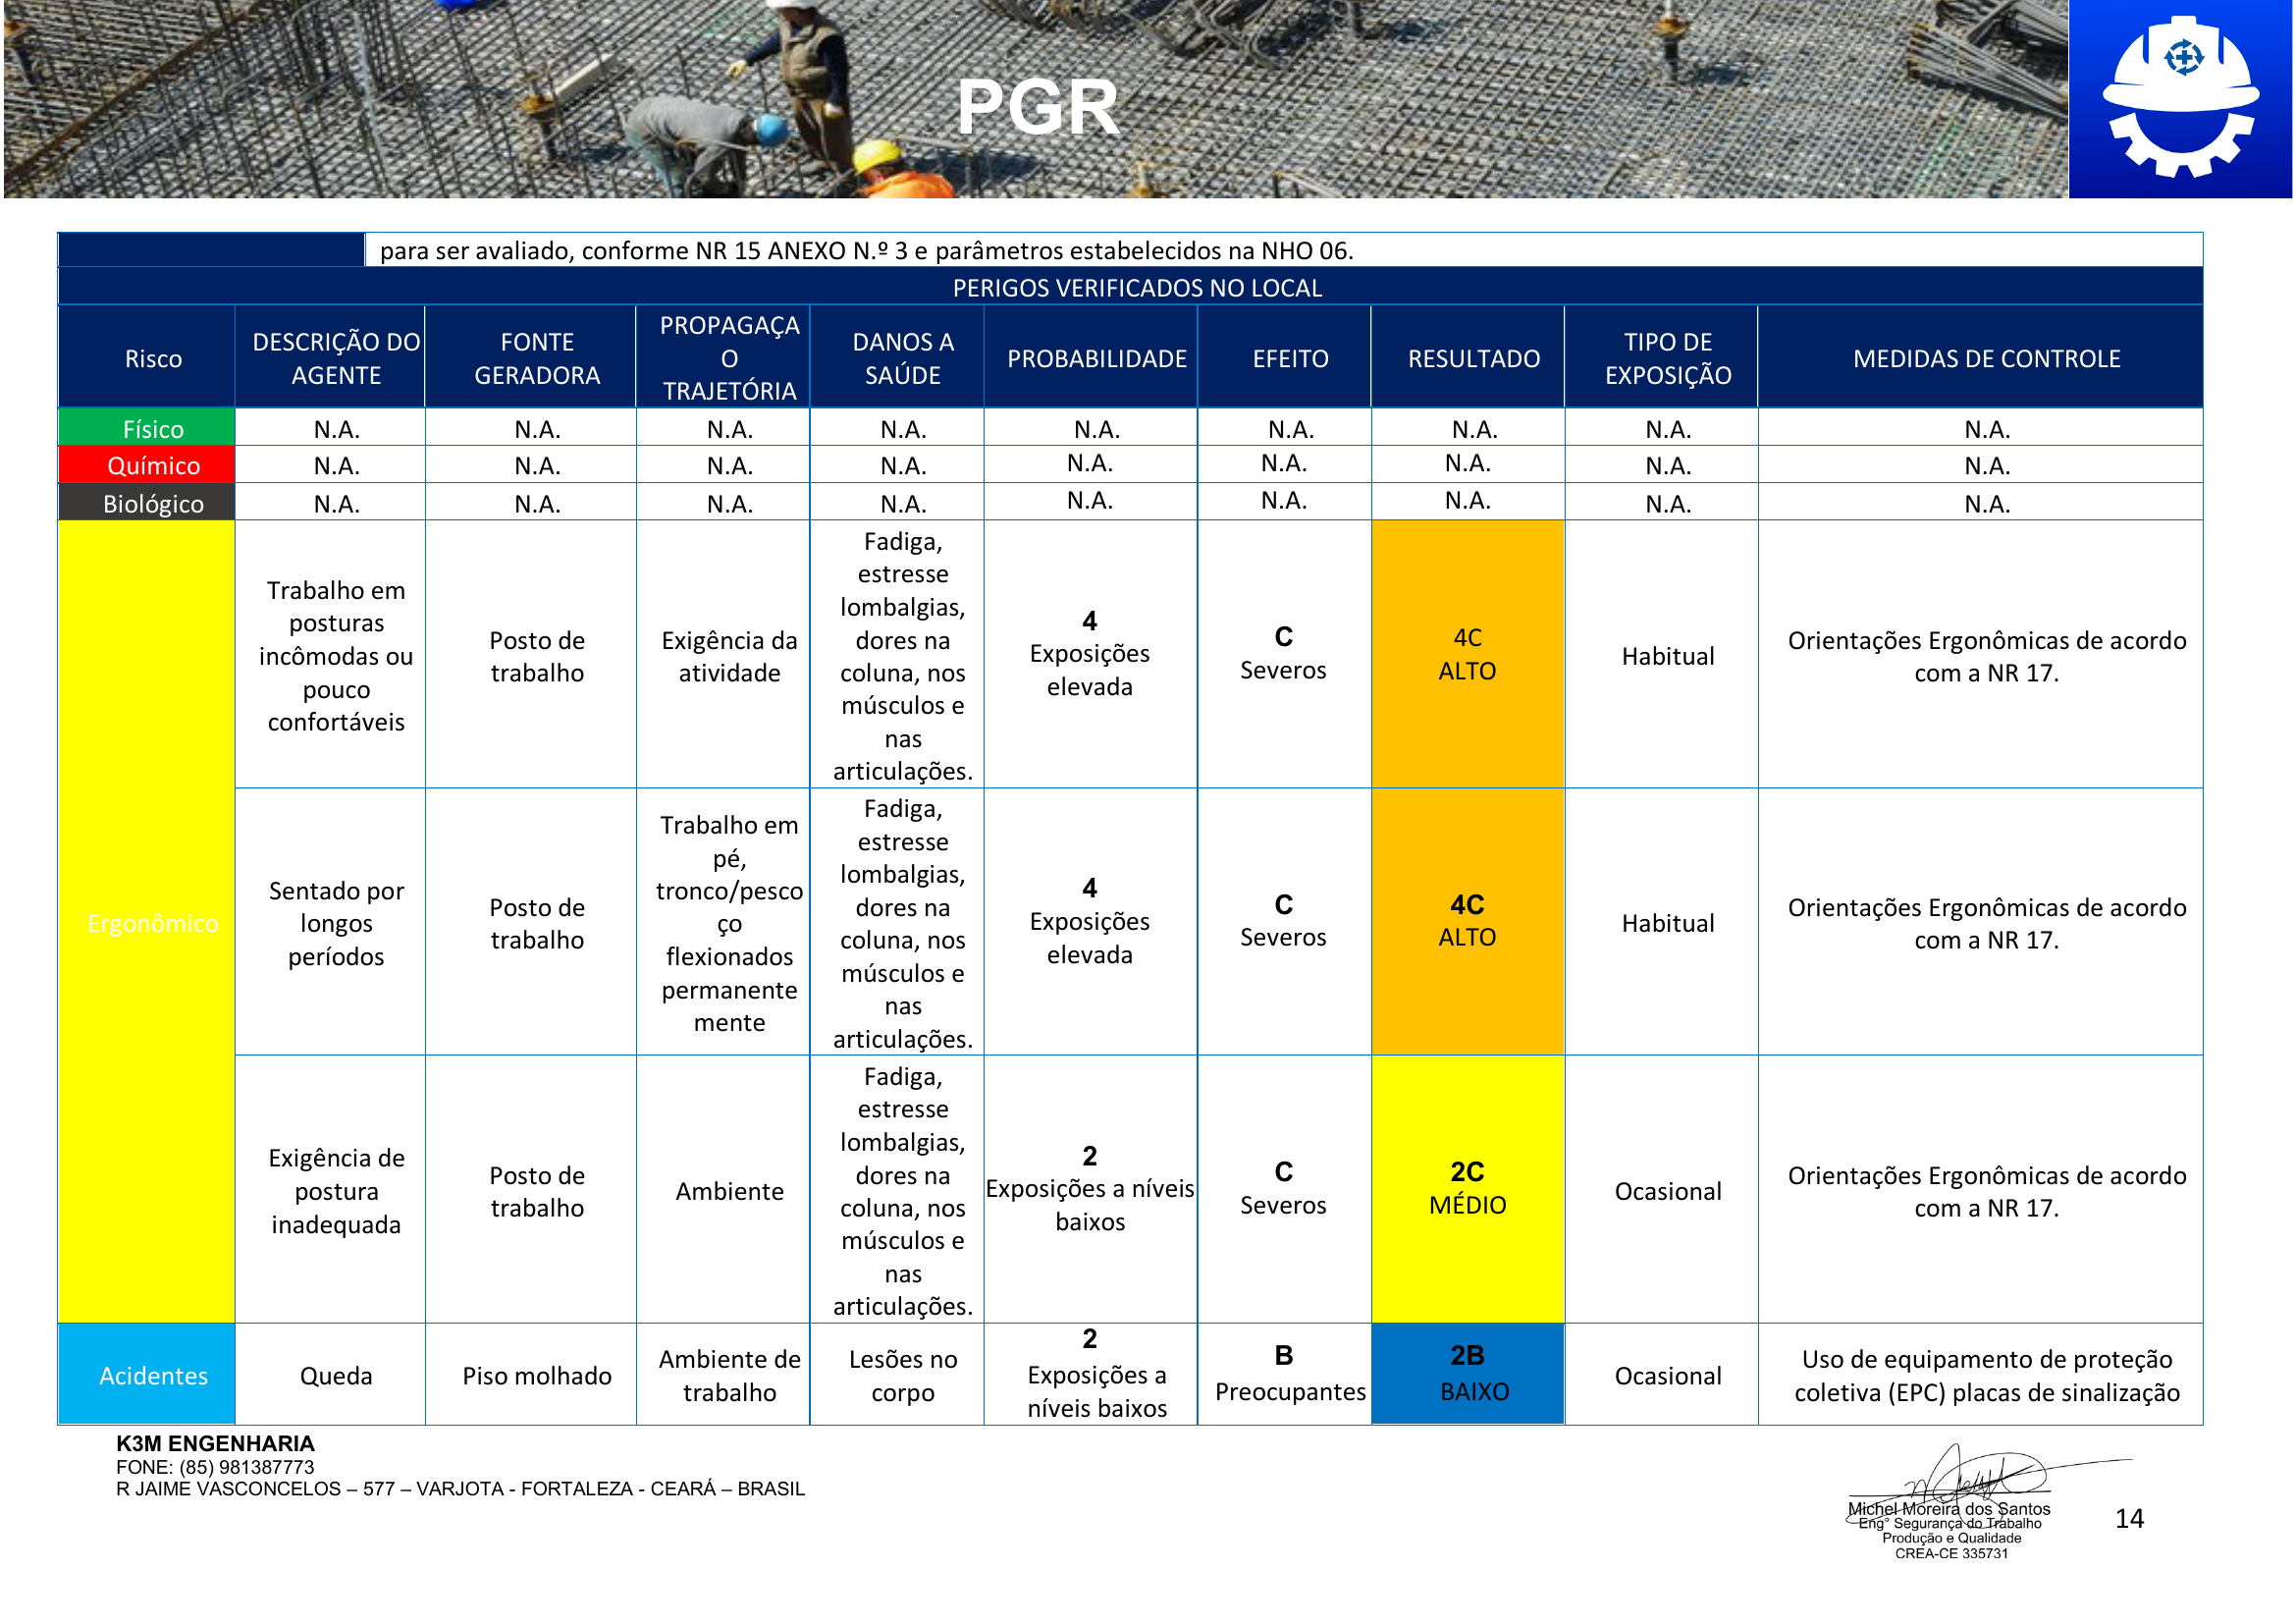 PGR
para ser avaliado, conforme NR 15 ANEXO N.º 3 e parâmetros estabelecidos na NHO 06.
PERIGOS VERIFICADOS NO LOCAL
Risco
DESCRIÇÃO DO
AGENTE
FONTE
GERADORA
PROPAGAÇA
O
TRAJETÓRIA
DANOS A
SAÚDE
PROBABILIDADE
EFEITO
RESULTADO
TIPO DE
EXPOSIÇÃO
MEDIDAS DE CONTROLE
Físico
N.A.
N.A.
N.A.
N.A.
N.A.
N.A.
N.A.
N.A.
N.A.
Químico
N.A.
N.A.
N.A.
N.A.
N.A.
N.A.
N.A.
N.A.
N.A.
Biológico
N.A.
N.A.
N.A.
N.A.
N.A.
N.A.
N.A.
N.A.
N.A.
Ergonômico
Trabalho em
posturas
incômodas ou
pouco
confortáveis
Posto de
trabalho
Exigência da
atividade
Fadiga,
estresse
lombalgias,
dores na
coluna, nos
músculos e
nas
articulações.
4
Exposições
elevada
C
Severos
4C
ALTO
Habitual
Orientações Ergonômicas de acordo
com a NR 17.
Sentado por
longos
períodos
Posto de
trabalho
Trabalho em
pé,
tronco/pesco
ço
flexionados
permanente
mente
Fadiga,
estresse
lombalgias,
dores na
coluna, nos
músculos e
nas
articulações.
4
Exposições
elevada
C
Severos
4C
ALTO
Habitual
Orientações Ergonômicas de acordo
com a NR 17.
Exigência de
postura
inadequada
Posto de
trabalho
Ambiente
Fadiga,
estresse
lombalgias,
dores na
coluna, nos
músculos e
nas
articulações.
2
Exposições a níveis
baixos
C
Severos
2C
MÉDIO
Ocasional
Orientações Ergonômicas de acordo
com a NR 17.
Acidentes
Queda
Piso molhado
Ambiente de
trabalho
Lesões no
corpo
2
Exposições a
níveis baixos
B
Preocupantes
2B
BAIXO
Ocasional
Uso de equipamento de proteção
coletiva (EPC) placas de sinalização
K3M ENGENHARIA
FONE: (85) 981387773
R JAIME VASCONCELOS – 577 – VARJOTA - FORTALEZA - CEARÁ – BRASIL
Michel Moreira dos Santos
Eng° Segurança do Trabalho
Produção e Qualidade
CREA-CE 335731
14